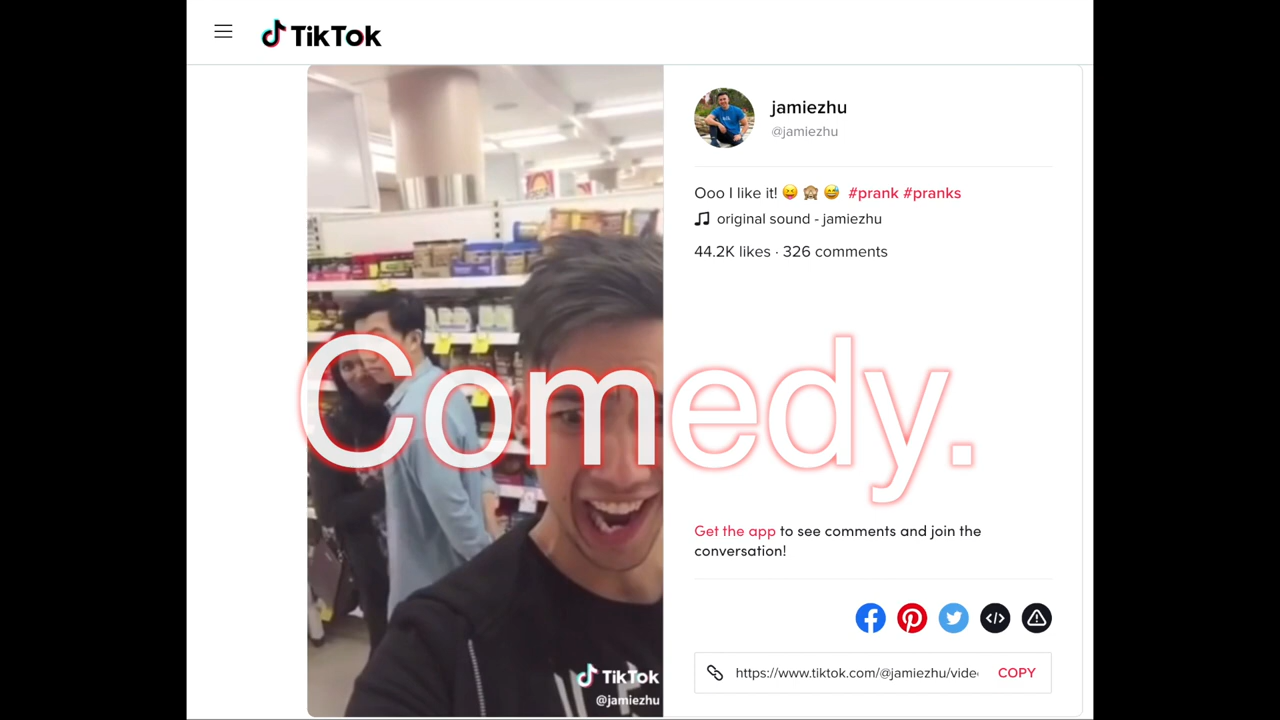 TikTok
jamiezhu
@jamiezhu
Ooo I like it! 😝 🙈 😅 #prank #pranks
original sound - jamiezhu
44.2K likes · 326 comments
Comedy.
Get the app to see comments and join the
conversation!
https://www.tiktok.com/@jamiezhu/vide
COPY
TikTok
@jamiezhu